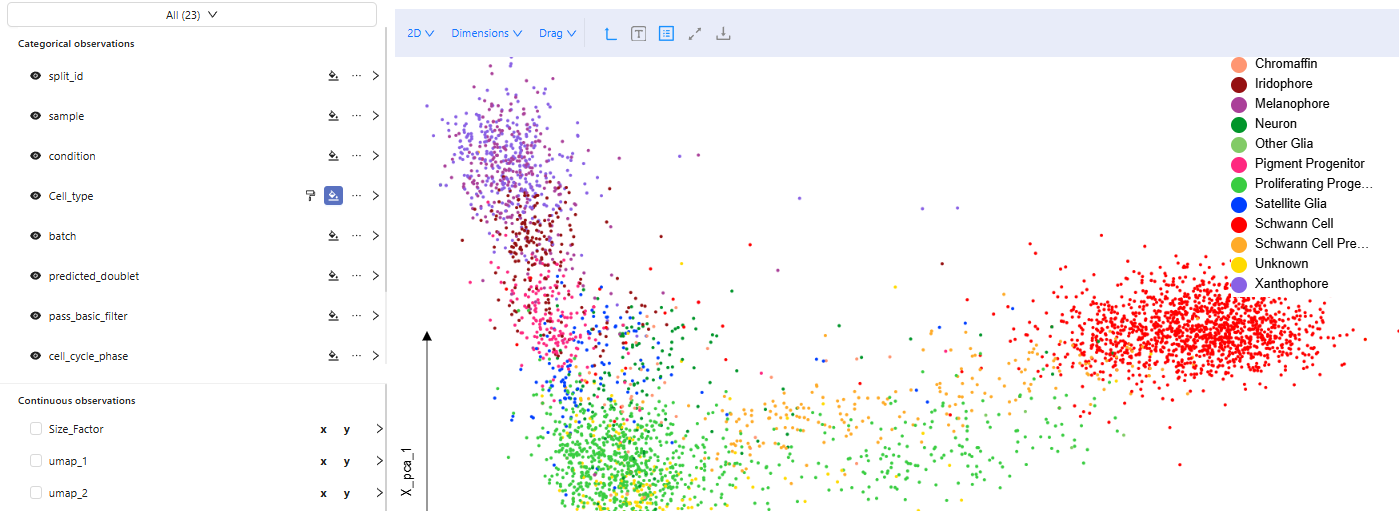 All (23)
Categorical observations
split_id
sample
condition
Cell_type
batch
predicted_doublet
pass_basic_filter
cell_cycle_phase
Continuous observations
Size_Factor x y
umap_1 x y
umap_2 x y
2D Dimensions Drag T
Chromaffin
Iridophore
Melanophore
Neuron
Other Glia
Pigment Progenitor
Proliferating Proge...
Satellite Glia
Schwann Cell
Schwann Cell Pre...
Unknown
Xanthophore
X_pca_1